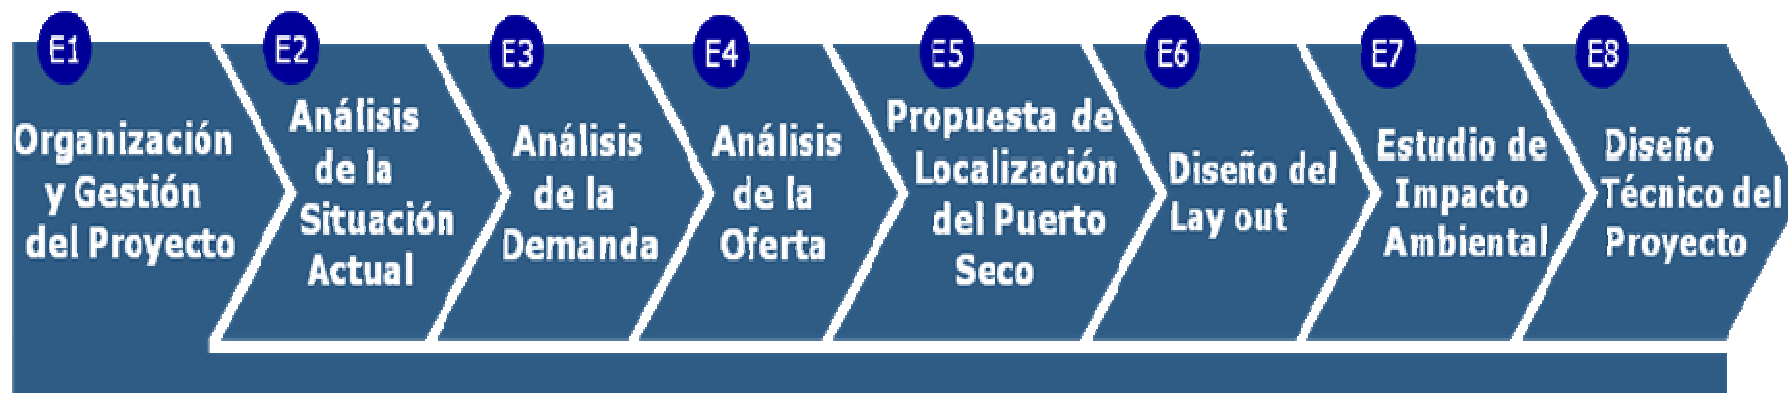 E1
Organización
y Gestión
del Proyecto
E2
Análisis
de la
Situación
Actual
E3
Análisis
de la
Demanda
E4
Análisis
de la
Oferta
E5
Propuesta de
Localización
del Puerto
Seco
E6
Diseño del
Lay out
E7
Estudio de
Impacto
Ambiental
E8
Diseño
Técnico del
Proyecto